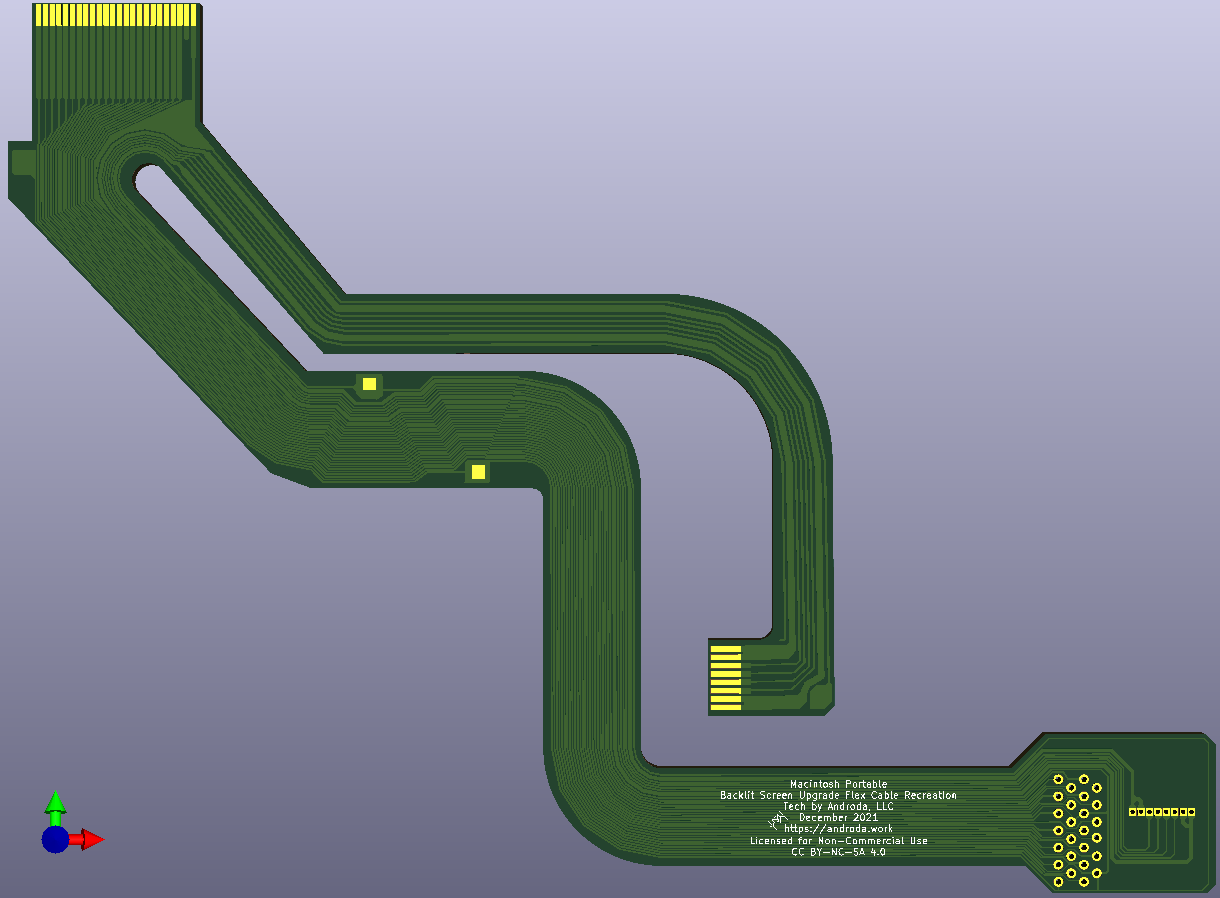 Macintosh Portable
Backlit Screen Upgrade Flex Cable Recreation
Tech by Androda, LLC
December 2021
https://androda.work
Licensed for Non-Commercial Use
CC BY-NC-SA 4.0